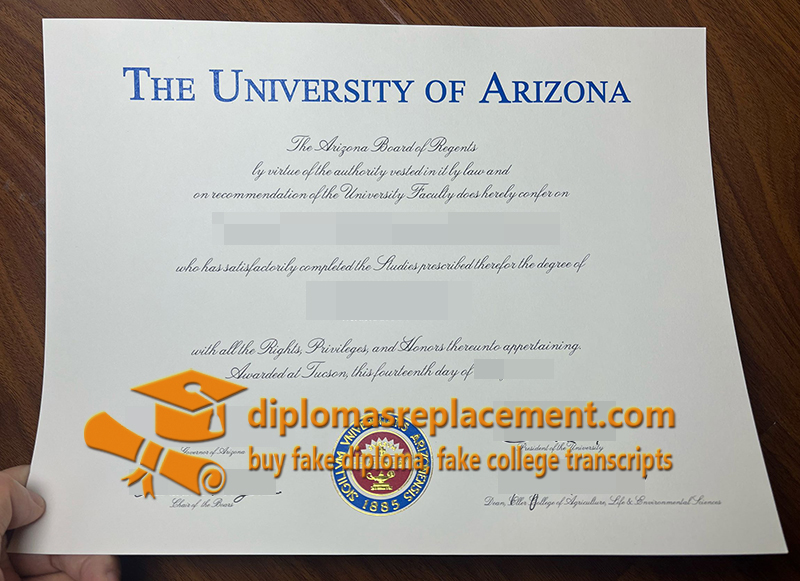 THE UNIVERSITY OF ARIZONA
The Arizona Board of Regents
by virtue of the authority vested in it by law and
on recommendation of the University Faculty does hereby confer on
who has satisfactorily completed the Studies prescribed therefor the degree of
with all the Rights, Privileges, and Honors thereunto appertaining.
Awarded at Tucson, this fourteenth day of
diplomasreplacement.com
Governor of Arizona
President of the University
buy fake diploma, fake college transcripts
SIGILLUM VNIVERSITATIS ARIZONENSIS
1885
Chair of the Board
Dean, College of Agriculture, Life & Environmental Sciences